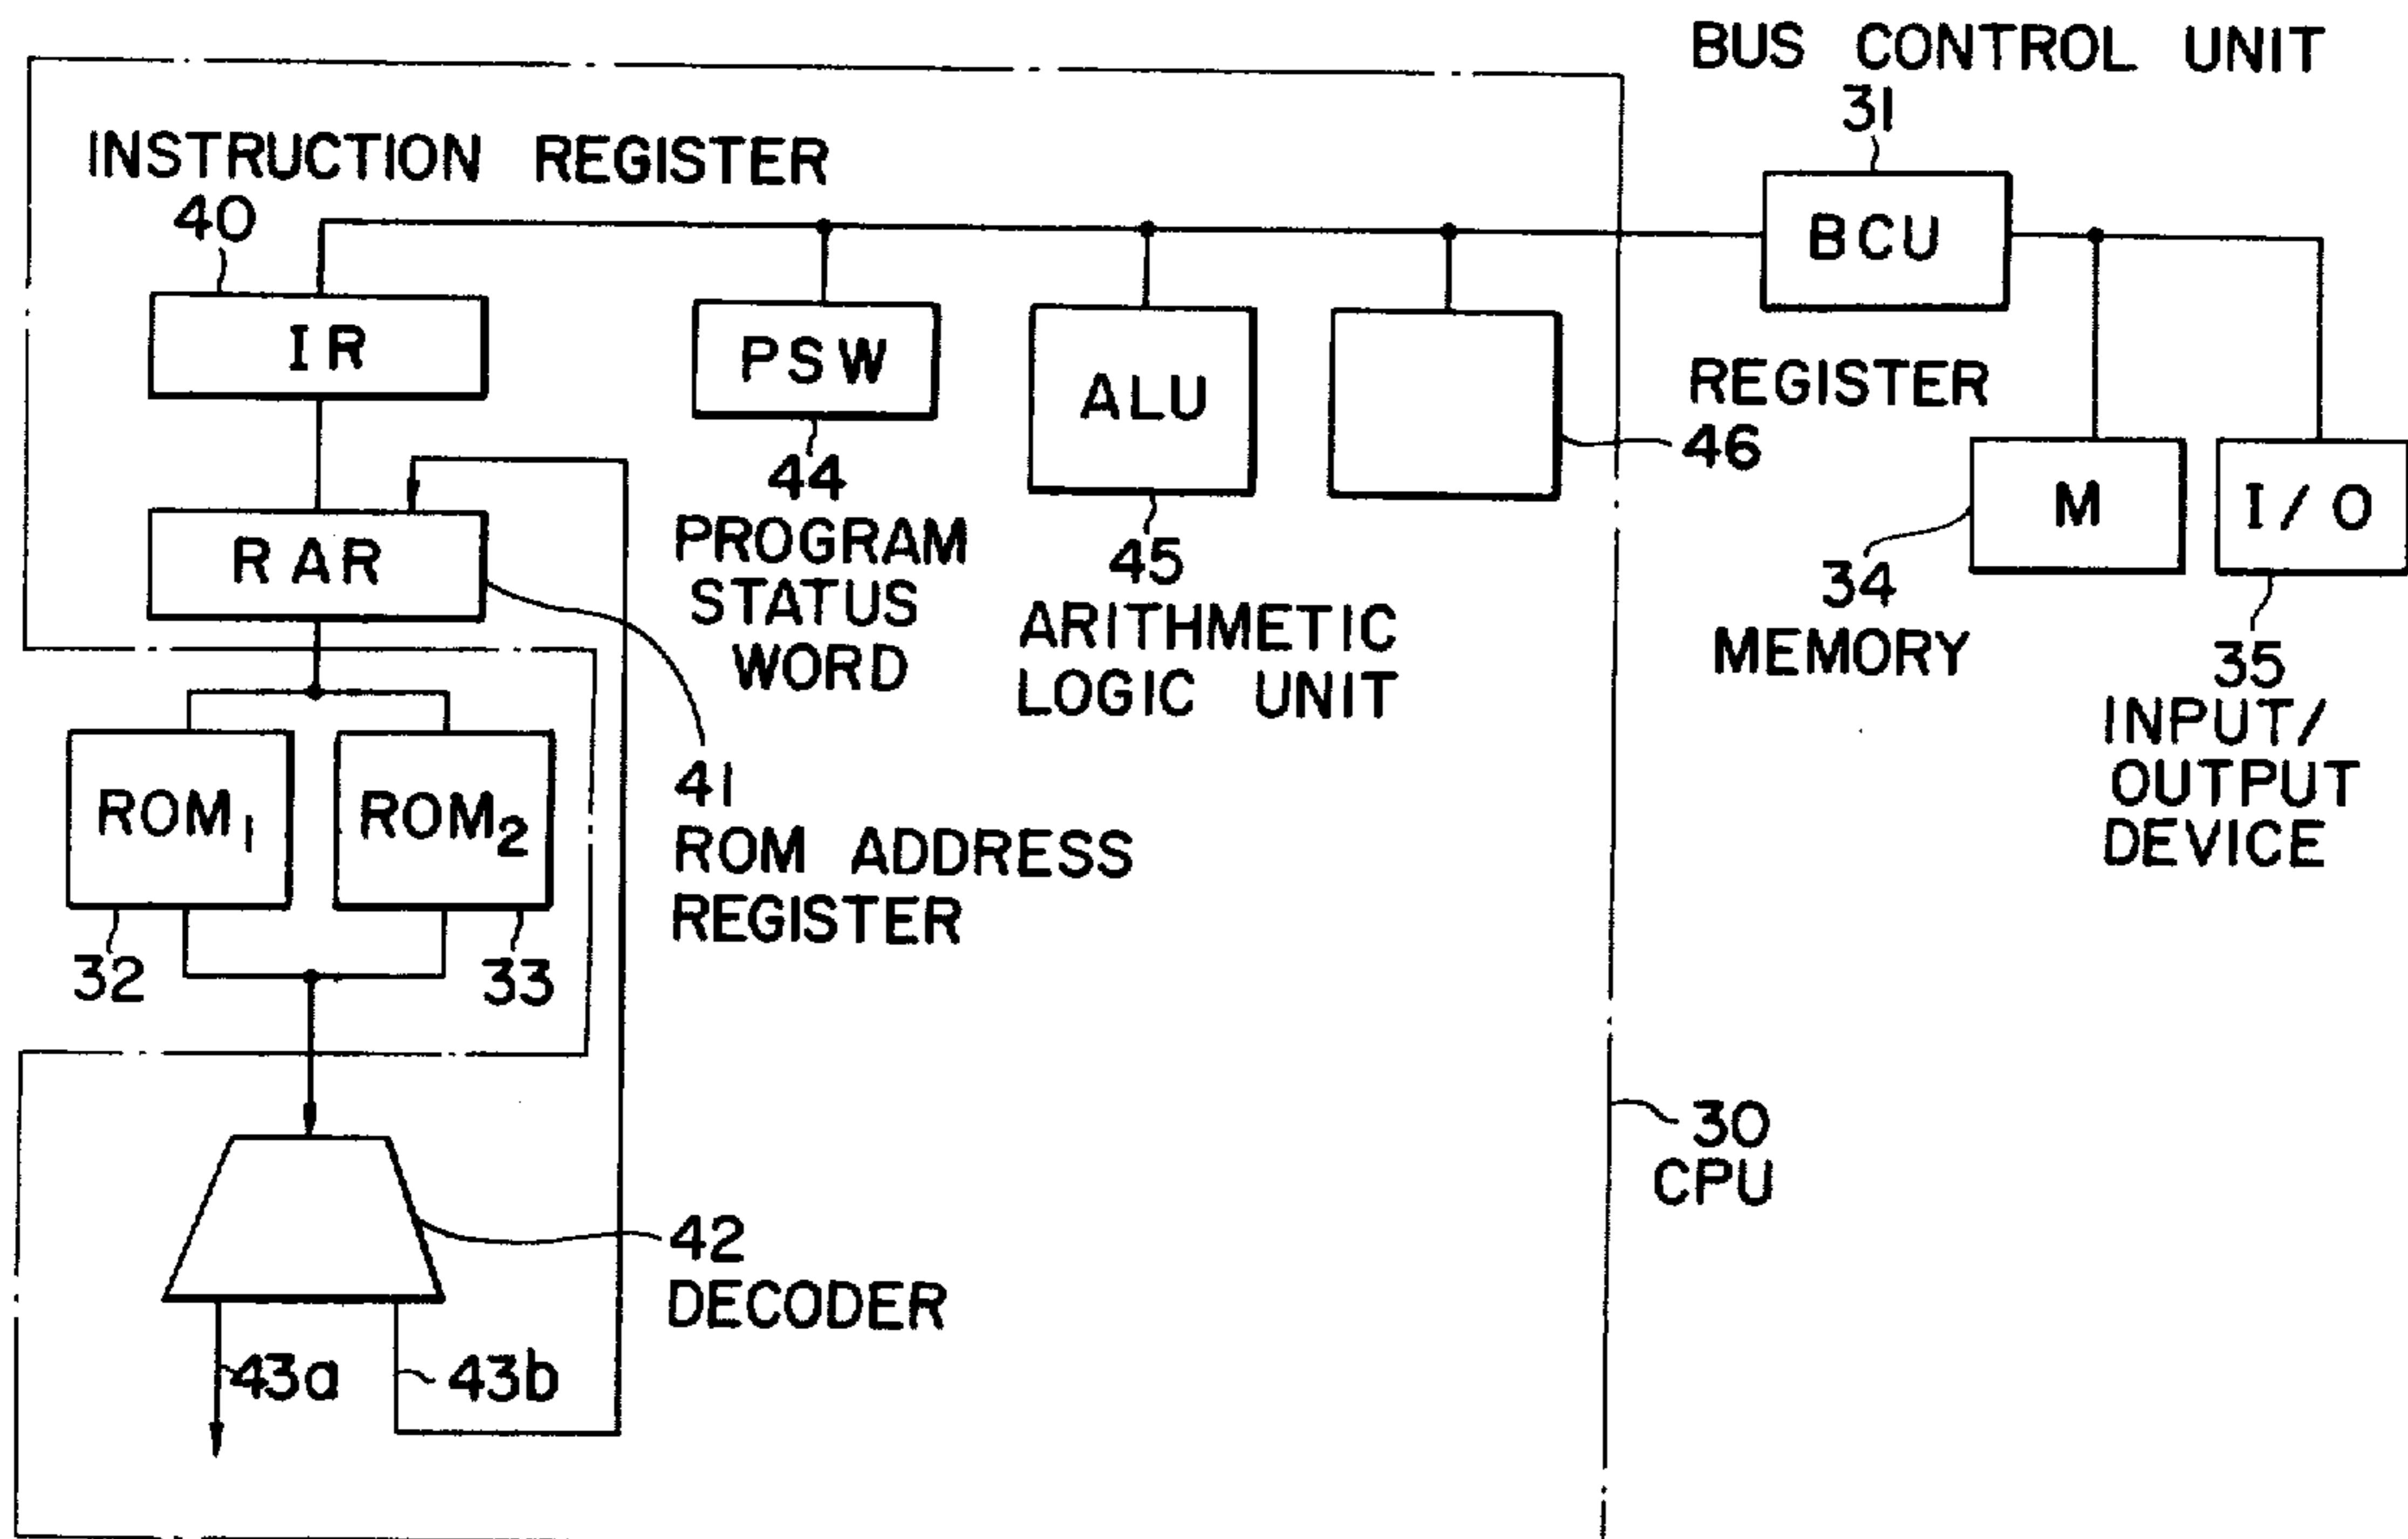 BUS CONTROL UNIT
31
INSTRUCTION REGISTER
40
BCU
IR
PSW
ALU
REGISTER
46
44
PROGRAM
STATUS
WORD
45
ARITHMETIC
LOGIC UNIT
M
I/O
34
MEMORY
35
INPUT/
OUTPUT
DEVICE
RAR
41
ROM ADDRESS
REGISTER
ROM₁
ROM₂
32
33
30
CPU
42
DECODER
43a
43b